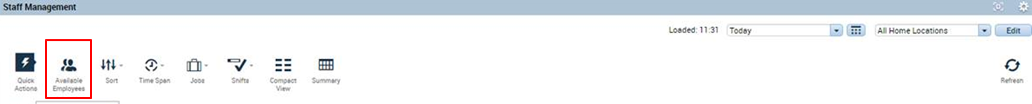 Staff Management
Loaded: 11:31 Today All Home Locations Edit
Quick Actions
Available Employees
Sort
Time Span
Jobs
Shifts
Compact View
Summary
Refresh